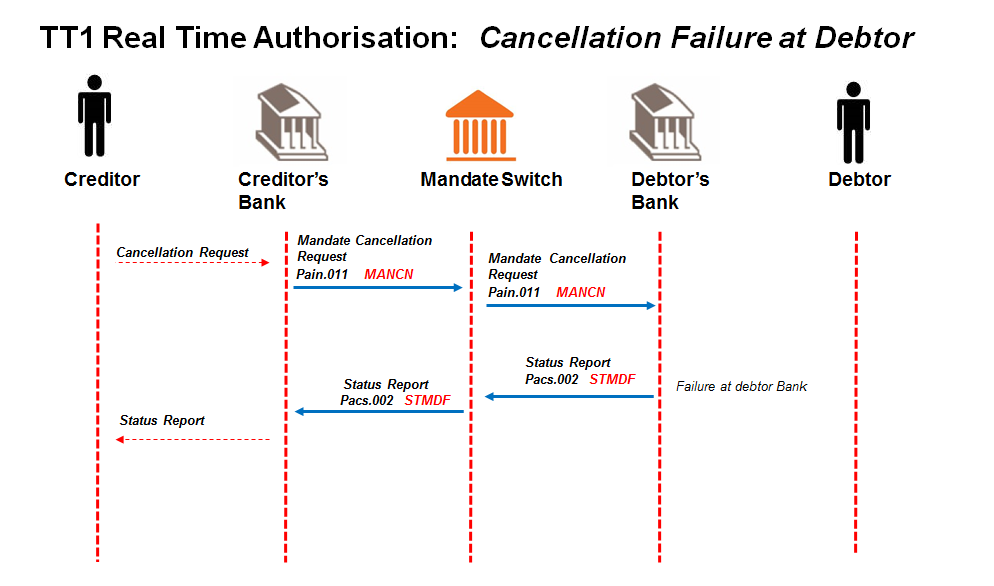 TT1 Real Time Authorisation: Cancellation Failure at Debtor
Creditor
Creditor's
Bank
Mandate Switch
Debtor's
Bank
Debtor
Cancellation Request
Mandate Cancellation
Request
Pain.011 MANCN
Mandate Cancellation
Request
Pain.011 MANCN
Status Report
Pacs.002 STMDF
Failure at debtor Bank
Status Report
Pacs.002 STMDF
Status Report